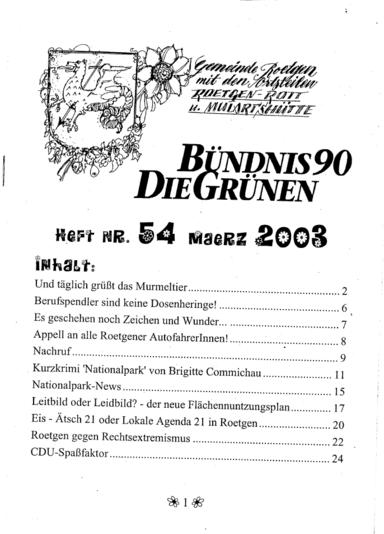 Gemeinde Roetgen
mit den Ortsteilen
ROETGEN-ROTT
u. MULARTSHÜTTE
BÜNDNIS 90
DIE GRÜNEN
HEFT NR. 54 MAERZ 2003
INHALT:
Und täglich grüßt das Murmeltier ... 2
Berufspendler sind keine Dosenheringe! ... 6
Es geschehen noch Zeichen und Wunder... ... 7
Appell an alle Roetgener AutofahrerInnen! ... 8
Nachruf ... 9
Kurzkrimi 'Nationalpark' von Brigitte Commichau ... 11
Nationalpark-News ... 15
Leitbild oder Leidbild? - der neue Flächennuntzungsplan ... 17
Eis - Ätsch 21 oder Lokale Agenda 21 in Roetgen ... 20
Roetgen gegen Rechtsextremismus ... 22
CDU-Spaßfaktor ... 24
1